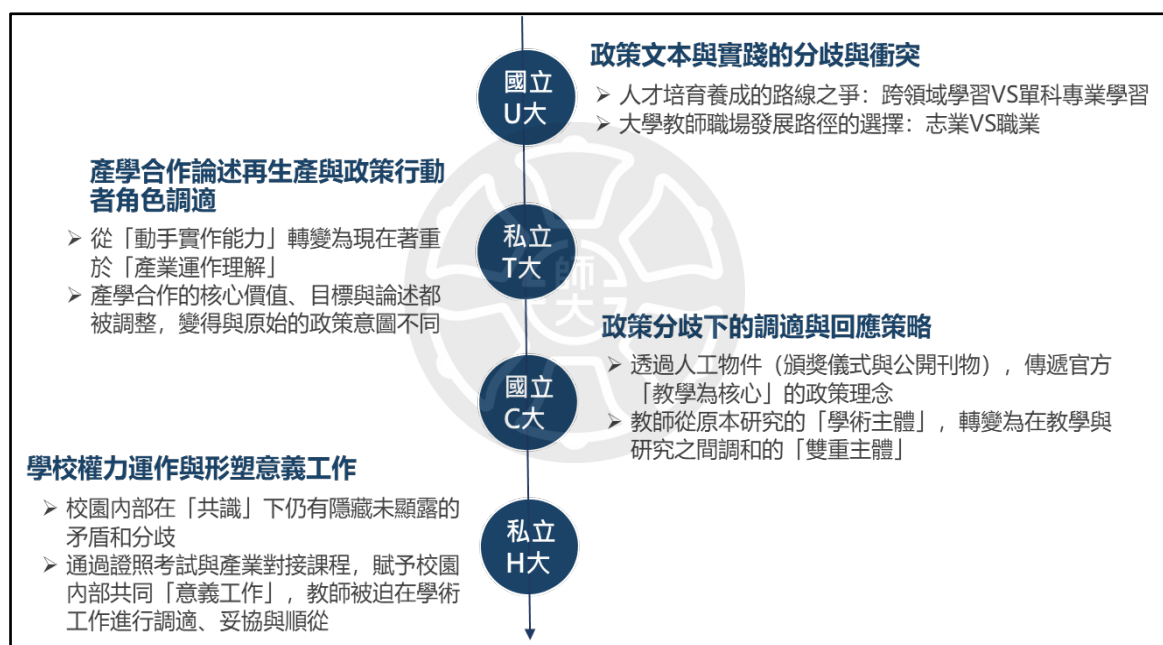 國立
U大
政策文本與實踐的分歧與衝突
➢ 人才培育養成的路線之爭：跨領域學習VS單科專業學習
➢ 大學教師職場發展路徑的選擇：志業VS職業
產學合作論述再生產與政策行動
者角色調適
➢ 從「動手實作能力」轉變為現在著重
於「產業運作理解」
➢ 產學合作的核心價值、目標與論述都
被調整，變得與原始的政策意圖不同
私立
T大
師
大
國立
C大
政策分歧下的調適與回應策略
➢ 透過人工物件（頒獎儀式與公開刊物），傳遞官方
「教學為核心」的政策理念
➢ 教師從原本研究的「學術主體」，轉變為在教學與
研究之間調和的「雙重主體」
學校權力運作與形塑意義工作
➢ 校園內部在「共識」下仍有隱藏未顯露的
矛盾和分歧
➢ 通過證照考試與產業對接課程，賦予校園
內部共同「意義工作」，教師被迫在學術
工作進行調適、妥協與順從
私立
H大